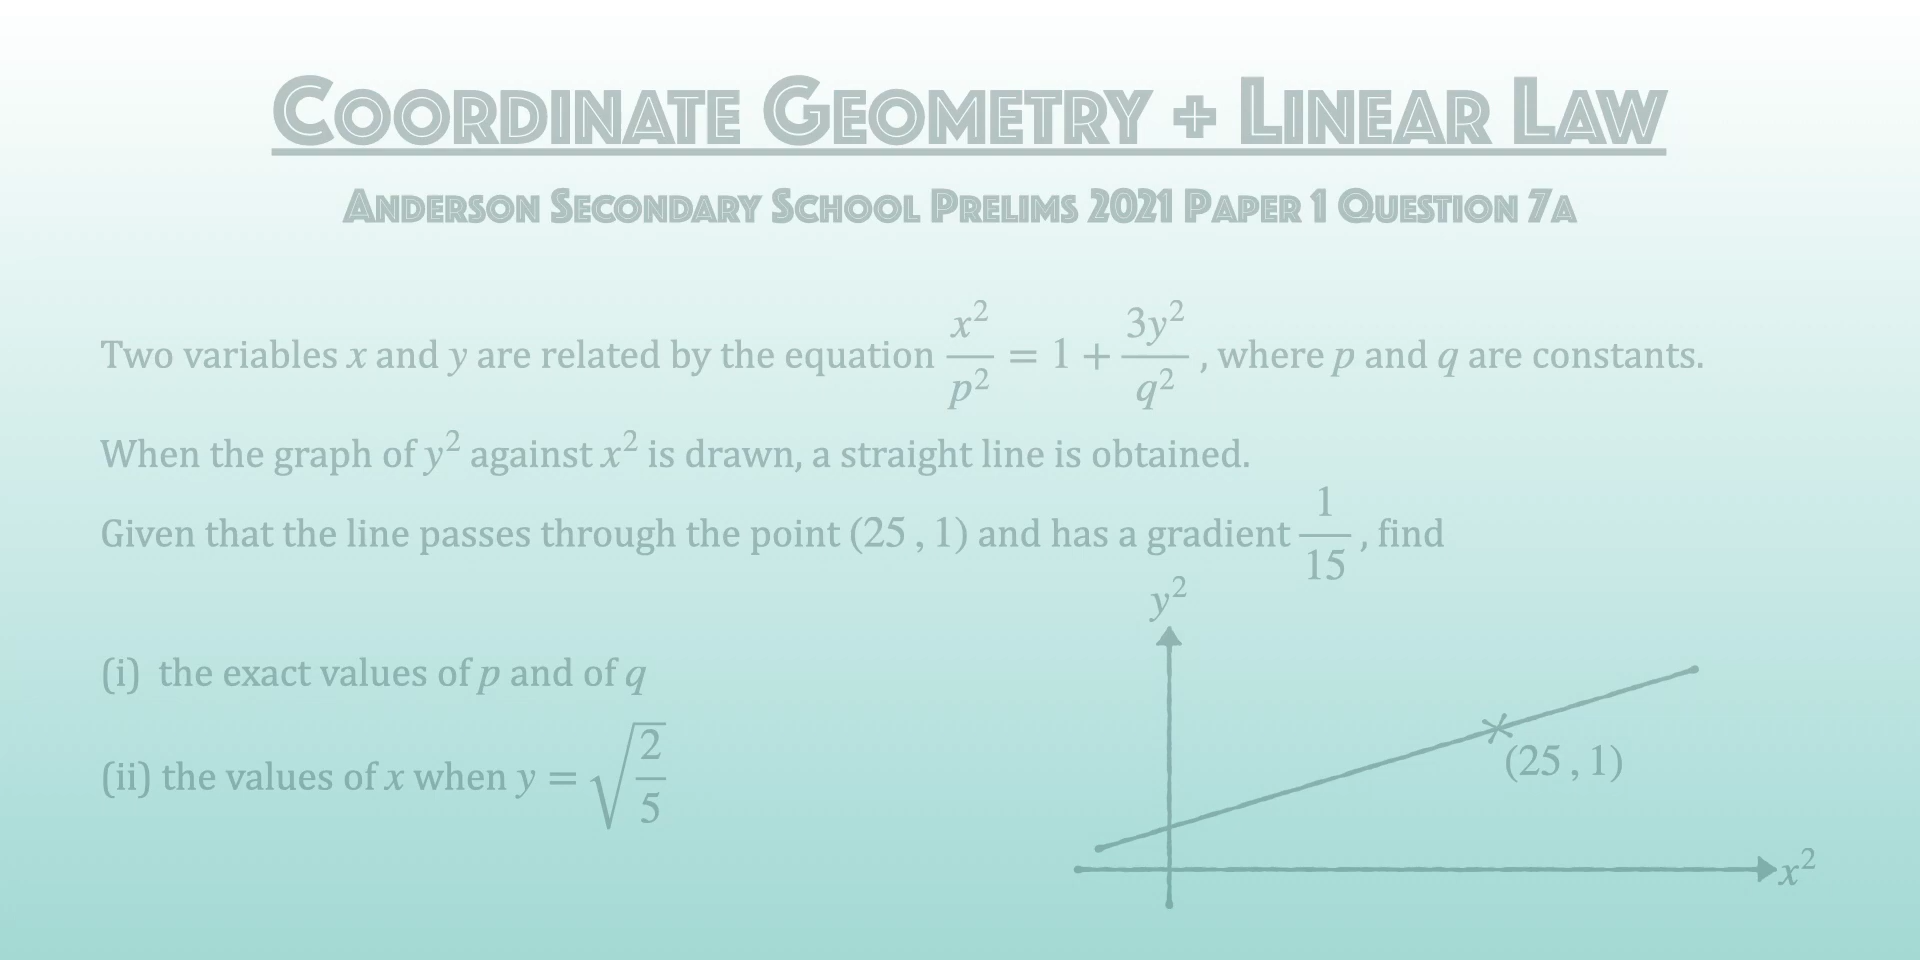 COORDINATE GEOMETRY + LINEAR LAW
ANDERSON SECONDARY SCHOOL PRELIMS 2021 PAPER 1 QUESTION 7A
Two variables x and y are related by the equation x²/p² = 1 + 3y²/q² , where p and q are constants.
When the graph of y² against x² is drawn, a straight line is obtained.
Given that the line passes through the point (25 , 1) and has a gradient 1/15 , find
y²
(i) the exact values of p and of q
(ii) the values of x when y = √(2/5)
(25 , 1)
x²